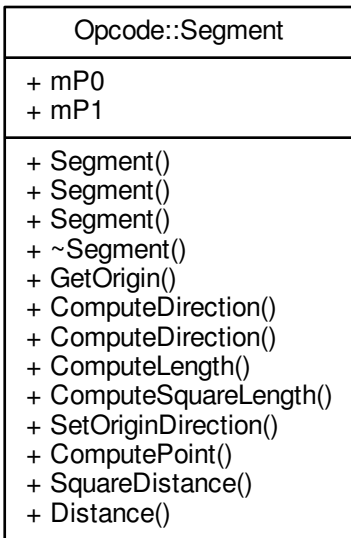 Opcode::Segment
+ mP0
+ mP1
+ Segment()
+ Segment()
+ Segment()
+ ~Segment()
+ GetOrigin()
+ ComputeDirection()
+ ComputeDirection()
+ ComputeLength()
+ ComputeSquareLength()
+ SetOriginDirection()
+ ComputePoint()
+ SquareDistance()
+ Distance()